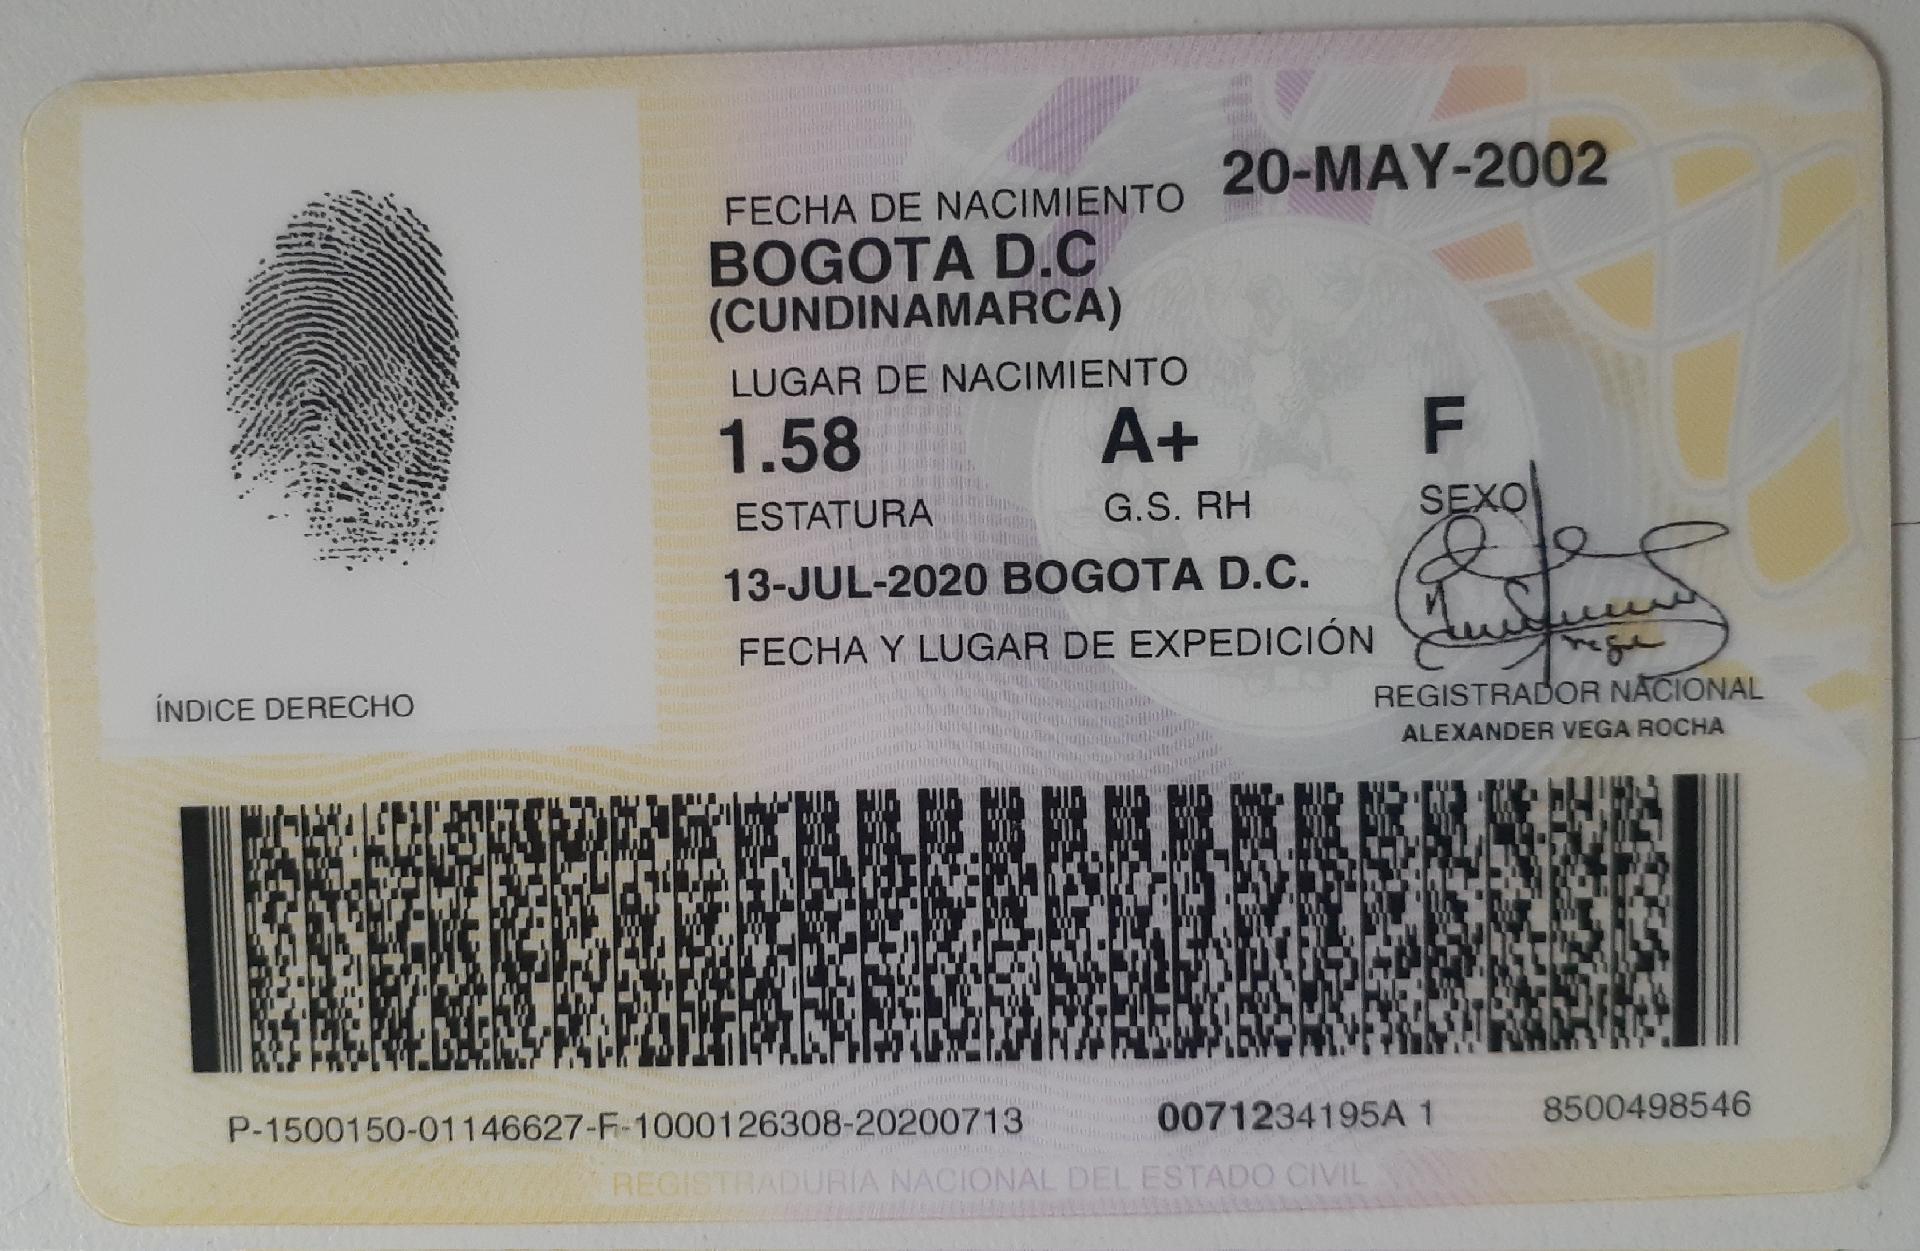 FECHA DE NACIMIENTO 20-MAY-2002
BOGOTA D.C
(CUNDINAMARCA)
LUGAR DE NACIMIENTO
1.58 A+ F
ESTATURA G.S. RH SEXO
13-JUL-2020 BOGOTA D.C.
FECHA Y LUGAR DE EXPEDICIÓN
ÍNDICE DERECHO
REGISTRADOR NACIONAL
ALEXANDER VEGA ROCHA
P-1500150-01146627-F-1000126308-20200713 0071234195A 1 8500498546
REGISTRADURÍA NACIONAL DEL ESTADO CIVIL